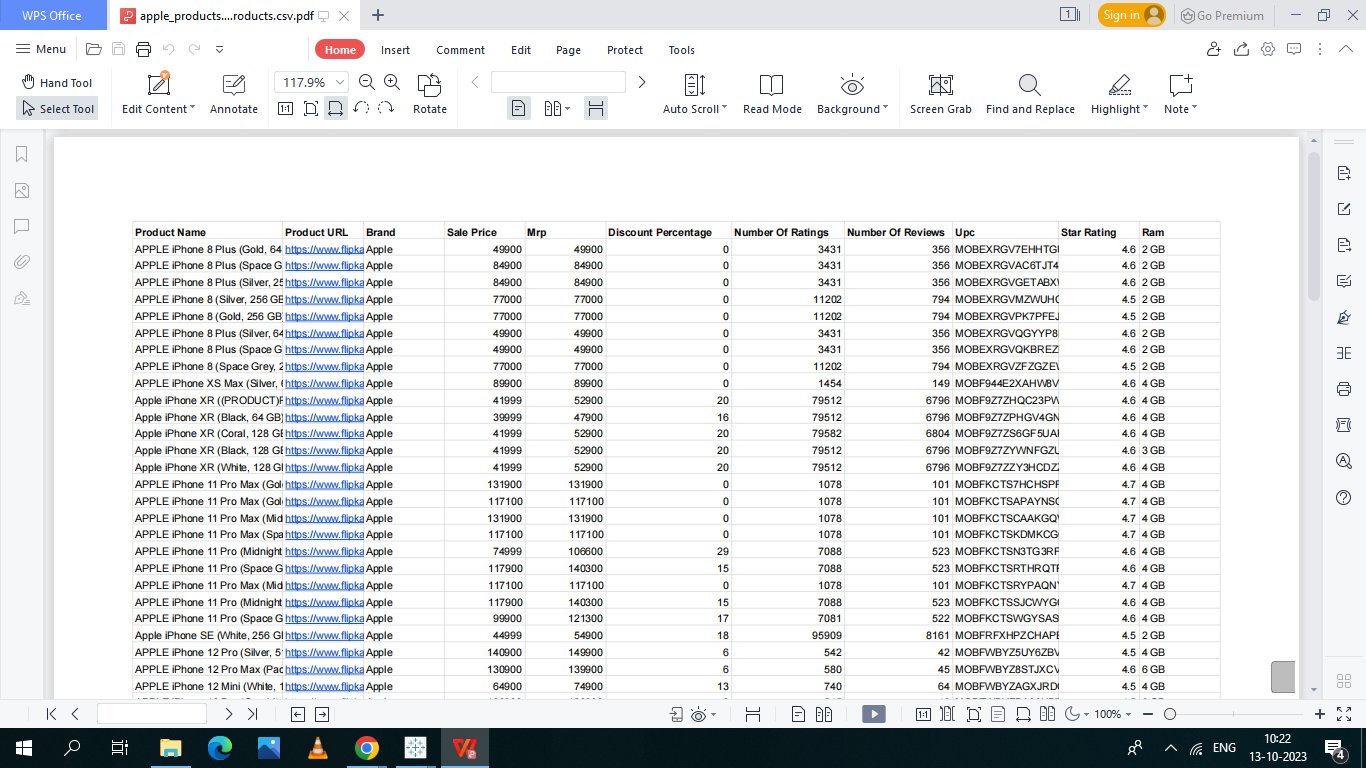 WPS Office apple_products....roducts.csv.pdf 1 Sign in Go Premium
Menu Home Insert Comment Edit Page Protect Tools
Hand Tool 117.9%
Select Tool Edit Content Annotate 1:1 Rotate Auto Scroll Read Mode Background Screen Grab Find and Replace Highlight Note
Product Name Product URL Brand Sale Price Mrp Discount Percentage Number Of Ratings Number Of Reviews Upc Star Rating Ram
APPLE iPhone 8 Plus (Gold, 64 https://www.flipka Apple 49900 49900 0 3431 356 MOBEXRGV7EHHTG 4.6 2 GB
APPLE iPhone 8 Plus (Space G https://www.flipka Apple 84900 84900 0 3431 356 MOBEXRGVAC6TJT4 4.6 2 GB
APPLE iPhone 8 Plus (Silver, 25 https://www.flipka Apple 84900 84900 0 3431 356 MOBEXRGVGETABX 4.6 2 GB
APPLE iPhone 8 (Silver, 256 GB https://www.flipka Apple 77000 77000 0 11202 794 MOBEXRGVMZWUH 4.5 2 GB
APPLE iPhone 8 (Gold, 256 GB) https://www.flipka Apple 77000 77000 0 11202 794 MOBEXRGVPK7PFEJ 4.5 2 GB
APPLE iPhone 8 Plus (Silver, 64 https://www.flipka Apple 49900 49900 0 3431 356 MOBEXRGVQGYYP8 4.6 2 GB
APPLE iPhone 8 Plus (Space G https://www.flipka Apple 49900 49900 0 3431 356 MOBEXRGVQKBREZ 4.6 2 GB
APPLE iPhone 8 (Space Grey, 2 https://www.flipka Apple 77000 77000 0 11202 794 MOBEXRGVZFZGZE 4.5 2 GB
APPLE iPhone XS Max (Silver, 6 https://www.flipka Apple 89900 89900 0 1454 149 MOBF944E2XAHW8V 4.6 4 GB
Apple iPhone XR ((PRODUCT)R https://www.flipka Apple 41999 52900 20 79512 6796 MOBF9Z7ZHQC23PW 4.6 4 GB
Apple iPhone XR (Black, 64 GB) https://www.flipka Apple 39999 47900 16 79512 6796 MOBF9Z7ZPHGV4GN 4.6 4 GB
Apple iPhone XR (Coral, 128 GB https://www.flipka Apple 41999 52900 20 79582 6804 MOBF9Z7ZS6GF5UA 4.6 4 GB
Apple iPhone XR (Black, 128 GB https://www.flipka Apple 41999 52900 20 79512 6796 MOBF9Z7ZYWNFGZU 4.6 3 GB
Apple iPhone XR (White, 128 G https://www.flipka Apple 41999 52900 20 79512 6796 MOBF9Z7ZZY3HCDZ 4.6 4 GB
APPLE iPhone 11 Pro Max (Gol https://www.flipka Apple 131900 131900 0 1078 101 MOBFKCTS7HCHSPF 4.7 4 GB
APPLE iPhone 11 Pro Max (Gol https://www.flipka Apple 117100 117100 0 1078 101 MOBFKCTSAPAYNS 4.7 4 GB
APPLE iPhone 11 Pro Max (Mid https://www.flipka Apple 131900 131900 0 1078 101 MOBFKCTSCAAKGQ 4.7 4 GB
APPLE iPhone 11 Pro Max (Spa https://www.flipka Apple 117100 117100 0 1078 101 MOBFKCTSKDMKCG 4.7 4 GB
APPLE iPhone 11 Pro (Midnight https://www.flipka Apple 74999 106600 29 7088 523 MOBFKCTSN3TG3RF 4.6 4 GB
APPLE iPhone 11 Pro (Space G https://www.flipka Apple 117900 140300 15 7088 523 MOBFKCTSRTHRQTF 4.6 4 GB
APPLE iPhone 11 Pro Max (Mid https://www.flipka Apple 117100 117100 0 1078 101 MOBFKCTSRYPAQN 4.7 4 GB
APPLE iPhone 11 Pro (Midnight https://www.flipka Apple 117900 140300 15 7088 523 MOBFKCTSSJCWYG 4.6 4 GB
APPLE iPhone 11 Pro (Space G https://www.flipka Apple 99900 121300 17 7081 522 MOBFKCTSWGYSAS 4.6 4 GB
Apple iPhone SE (White, 256 GB https://www.flipka Apple 44999 54900 18 95909 8161 MOBFRFXHPZCHAPE 4.5 2 GB
APPLE iPhone 12 Pro (Silver, 5 https://www.flipka Apple 140900 149900 6 542 42 MOBFWBYZ5UY6ZBV 4.5 4 GB
APPLE iPhone 12 Pro Max (Pac https://www.flipka Apple 130900 139900 6 580 45 MOBFWBYZ8STJXCV 4.6 6 GB
APPLE iPhone 12 Mini (White, 1 https://www.flipka Apple 64900 74900 13 740 64 MOBFWBYZAGXJRD 4.5 4 GB
1:1 100%
ENG 10:22
13-10-2023 4